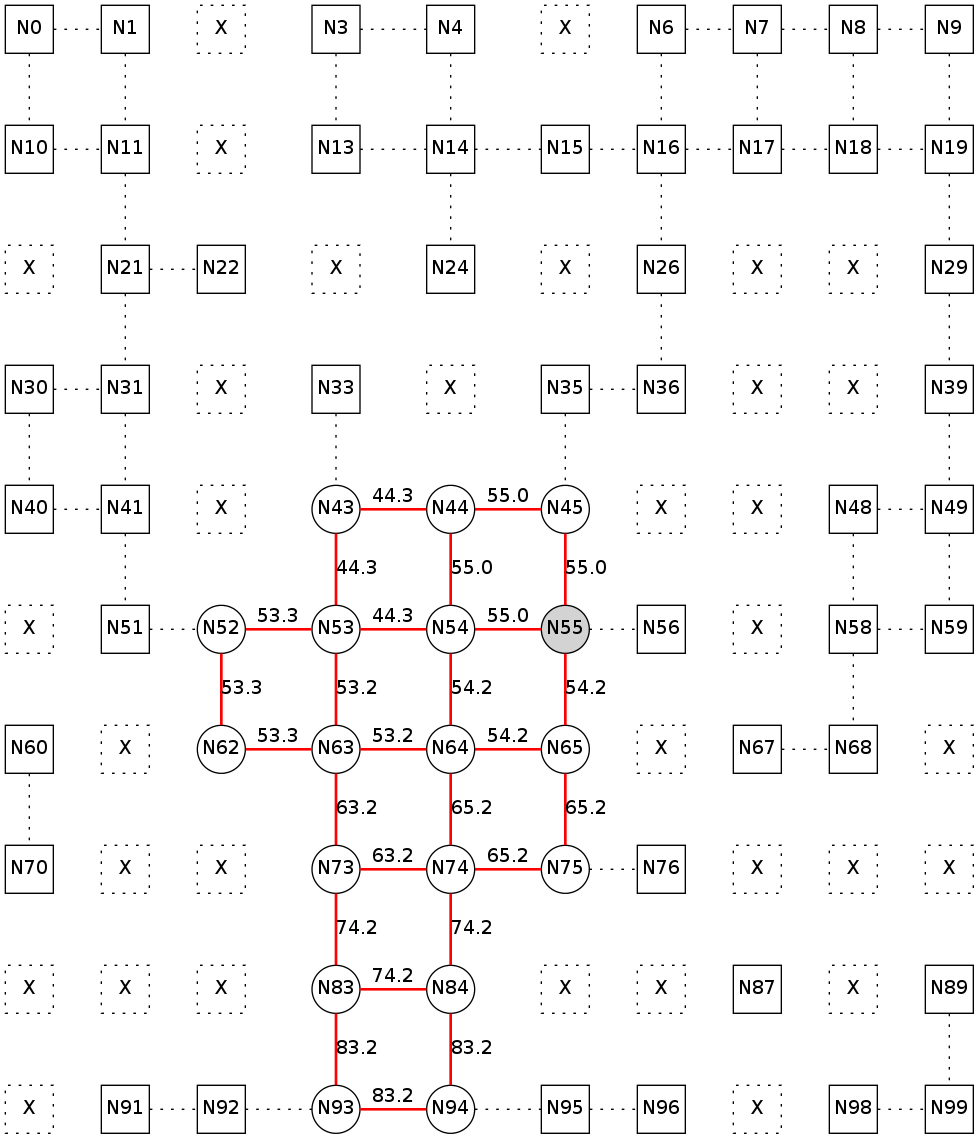 N0 N1 X N3 N4 X N6 N7 N8 N9
N10 N11 X N13 N14 N15 N16 N17 N18 N19
X N21 N22 X N24 X N26 X X N29
N30 N31 X N33 X N35 N36 X X N39
44.3 55.0
N40 N41 X N43 N44 N45 X X N48 N49
44.3 55.0 55.0
53.3 44.3 55.0
X N51 N52 N53 N54 N55 N56 X N58 N59
53.3 53.2 54.2 54.2
53.3 53.2 54.2
N60 X N62 N63 N64 N65 X N67 N68 X
63.2 65.2 65.2
63.2 65.2
N70 X X N73 N74 N75 N76 X X X
74.2 74.2
74.2
X X X N83 N84 X X N87 X N89
83.2 83.2
83.2
X N91 N92 N93 N94 N95 N96 X N98 N99